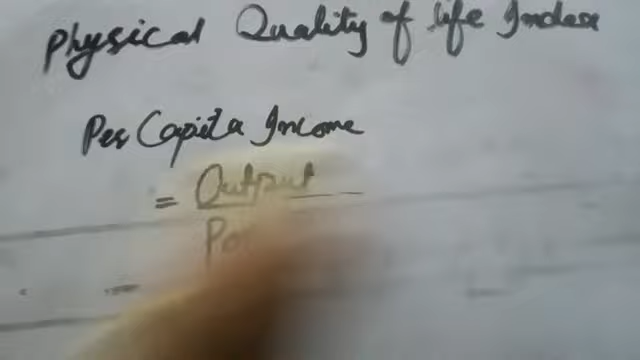 Physical Quality of life Index
Per Capita Income
= Output